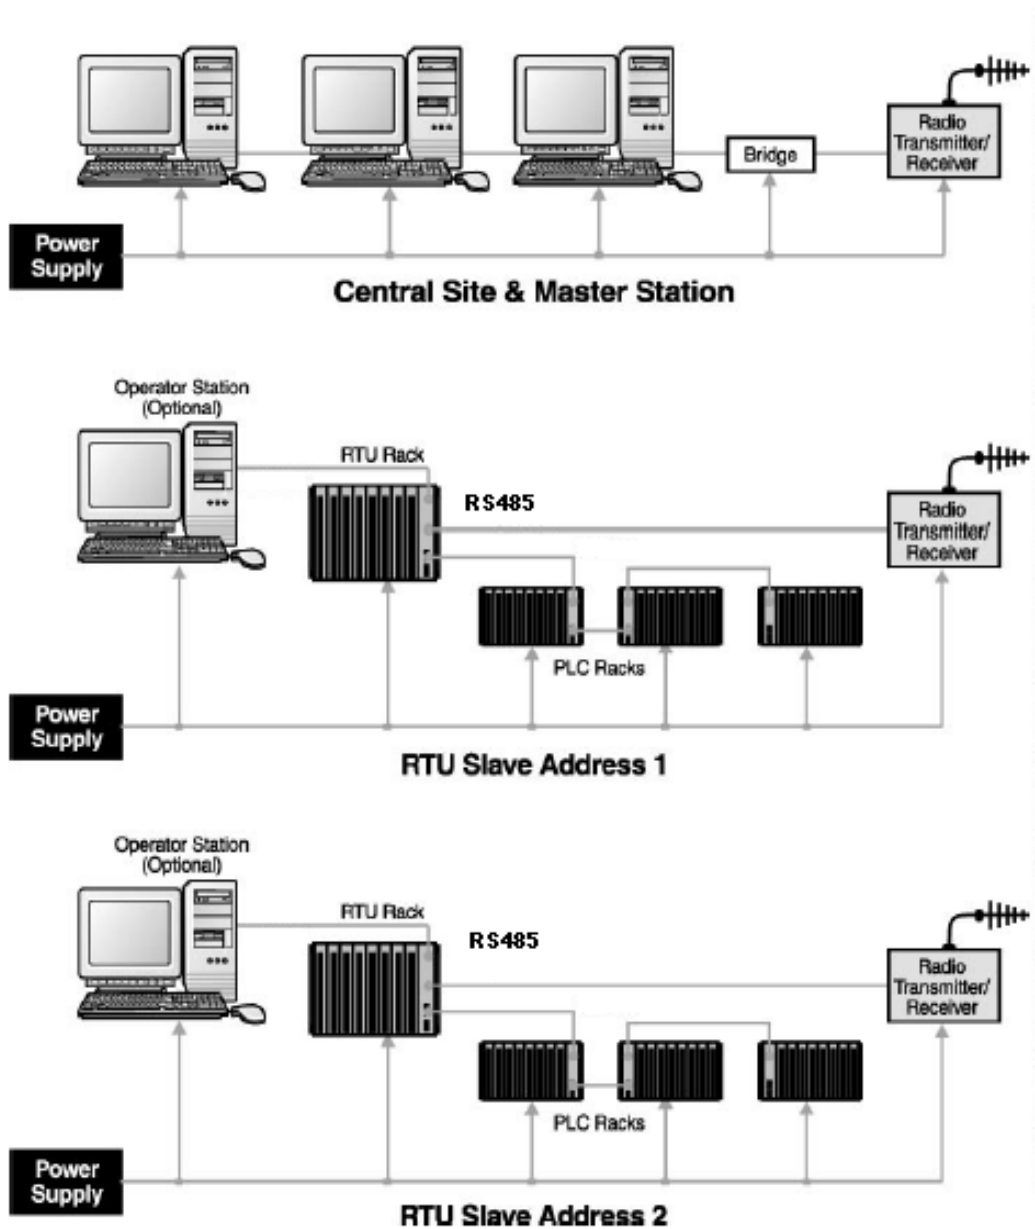 Bridge
Radio
Transmitter/
Receiver
Power
Supply
Central Site & Master Station
Operator Station
(Optional)
RTU Rack
RS485
Radio
Transmitter/
Receiver
PLC Racks
Power
Supply
RTU Slave Address 1
Operator Station
(Optional)
RTU Rack
RS485
Radio
Transmitter/
Receiver
PLC Racks
Power
Supply
RTU Slave Address 2